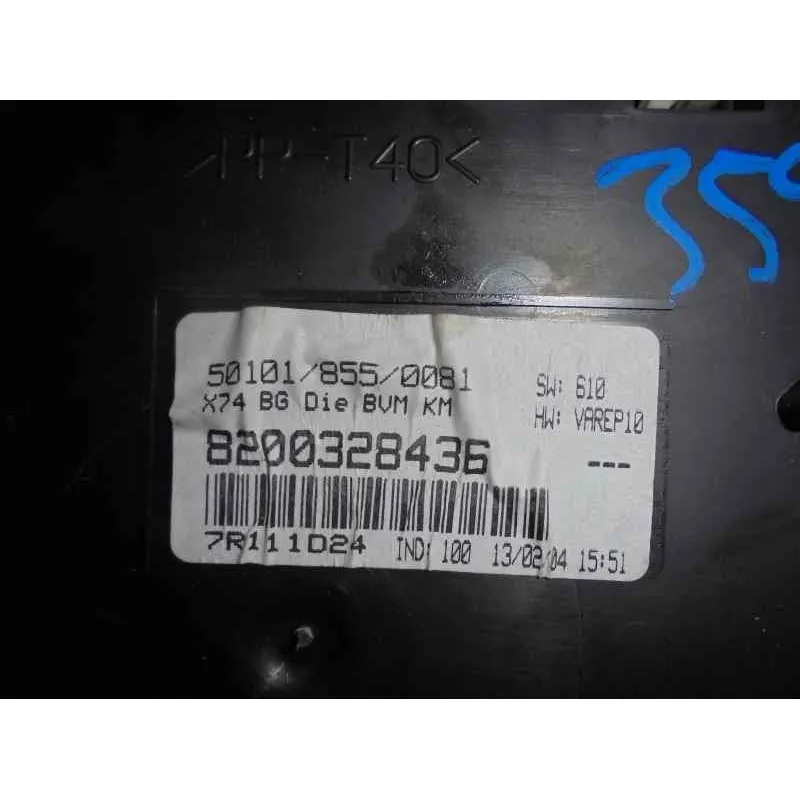 >PP-T40<
35
50101/855/0081
SW: 610
X74 BG Die BVM KM
HW: VAREP10
8200328436
---
7R111D24 IND: 100 13/02/04 15:51